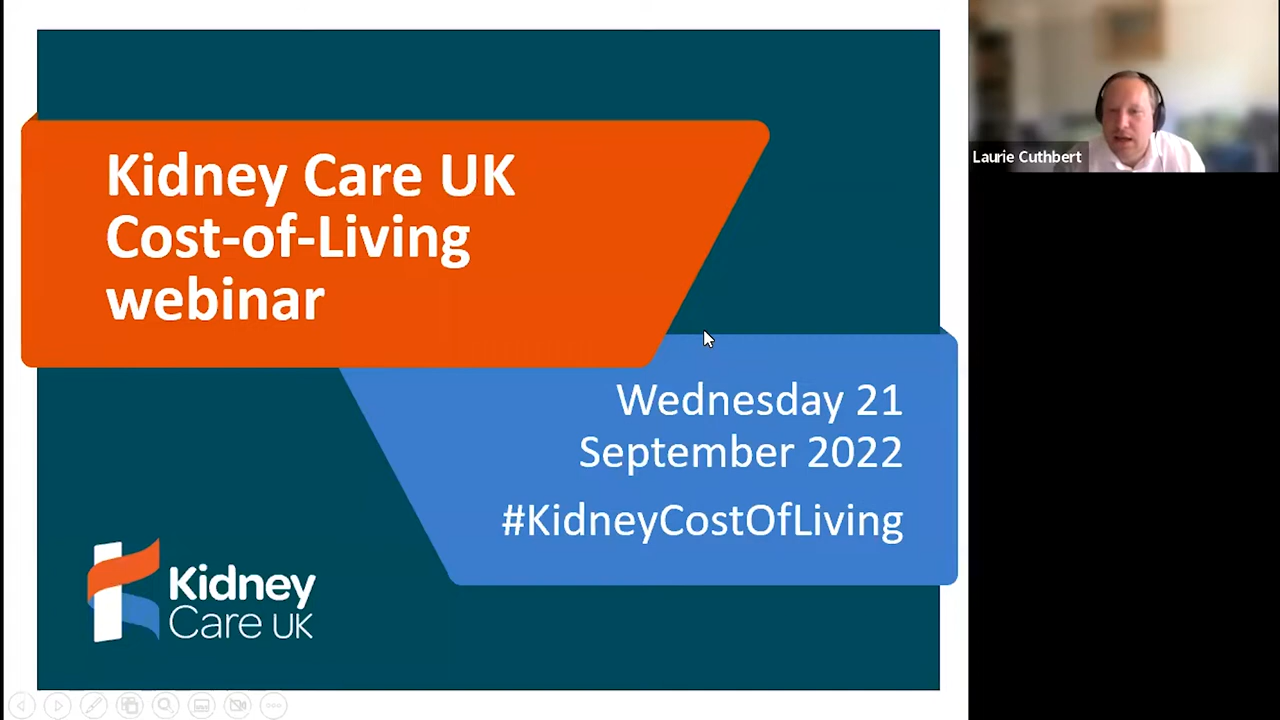 Kidney Care UK
Cost-of-Living
webinar
Wednesday 21
September 2022
#KidneyCostOfLiving
Kidney
Care UK
Laurie Cuthbert